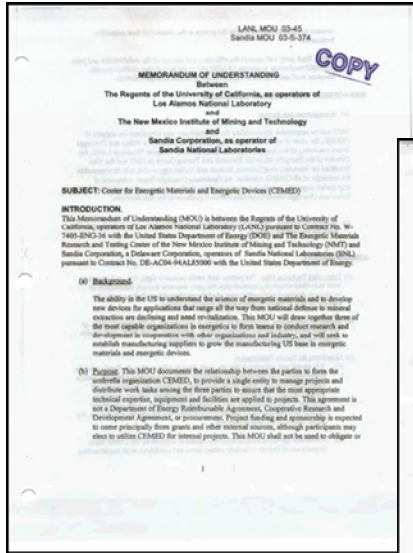 LANL MOU 03-45
Sandia MOU 03-S-374
COPY
MEMORANDUM OF UNDERSTANDING
Between
The Regents of the University of California, as operators of
Los Alamos National Laboratory
and
The New Mexico Institute of Mining and Technology
and
Sandia Corporation, as operator of
Sandia National Laboratories
SUBJECT: Center for Energetic Materials and Energetic Devices (CEMED)
INTRODUCTION.
This Memorandum of Understanding (MOU) is between the Regents of the University of
California, operators of Los Alamos National Laboratory (LANL) pursuant to Contract No. W-
7405-ENG-36 with the United States Department of Energy (DOE) and The Energetic Materials
Research and Testing Center of the New Mexico Institute of Mining and Technology (NMT) and
Sandia Corporation, a Delaware Corporation, operators of Sandia National Laboratories (SNL)
pursuant to Contract No. DE-AC04-94AL85000 with the United States Department of Energy.
(a) Background.
The ability in the US to understand the science of energetic materials and to develop
new devices for applications that range all the way from national defense to mineral
extraction are declining and need revitalization. This MOU will draw together three of
the most capable organizations in energetics to form teams to conduct research and
development in cooperation with other organizations and industry, and will seek to
establish manufacturing suppliers to grow the manufacturing US base in energetic
materials and energetic devices.
(b) Purpose. This MOU documents the relationship between the parties to form the
umbrella organization CEMED, to provide a single entity to manage projects and
distribute work tasks among the three parties to ensure that the most appropriate
technical expertise, equipment and facilities are applied to projects. This agreement is
not a Department of Energy Reimbursable Agreement, Cooperative Research and
Development Agreement, or procurement. Project funding and sponsorship is expected
to come principally from grants and other external sources, although participants may
elect to utilize CEMED for internal projects. This MOU shall not be used to obligate or
1